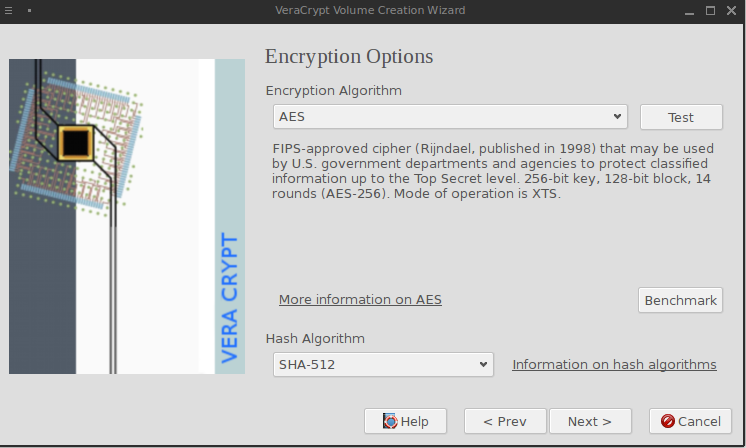 VeraCrypt Volume Creation Wizard
Encryption Options
Encryption Algorithm
AES
Test
FIPS-approved cipher (Rijndael, published in 1998) that may be used
by U.S. government departments and agencies to protect classified
information up to the Top Secret level. 256-bit key, 128-bit block, 14
rounds (AES-256). Mode of operation is XTS.
More information on AES
Benchmark
Hash Algorithm
SHA-512
Information on hash algorithms
VERA CRYPT
Help
< Prev
Next >
Cancel